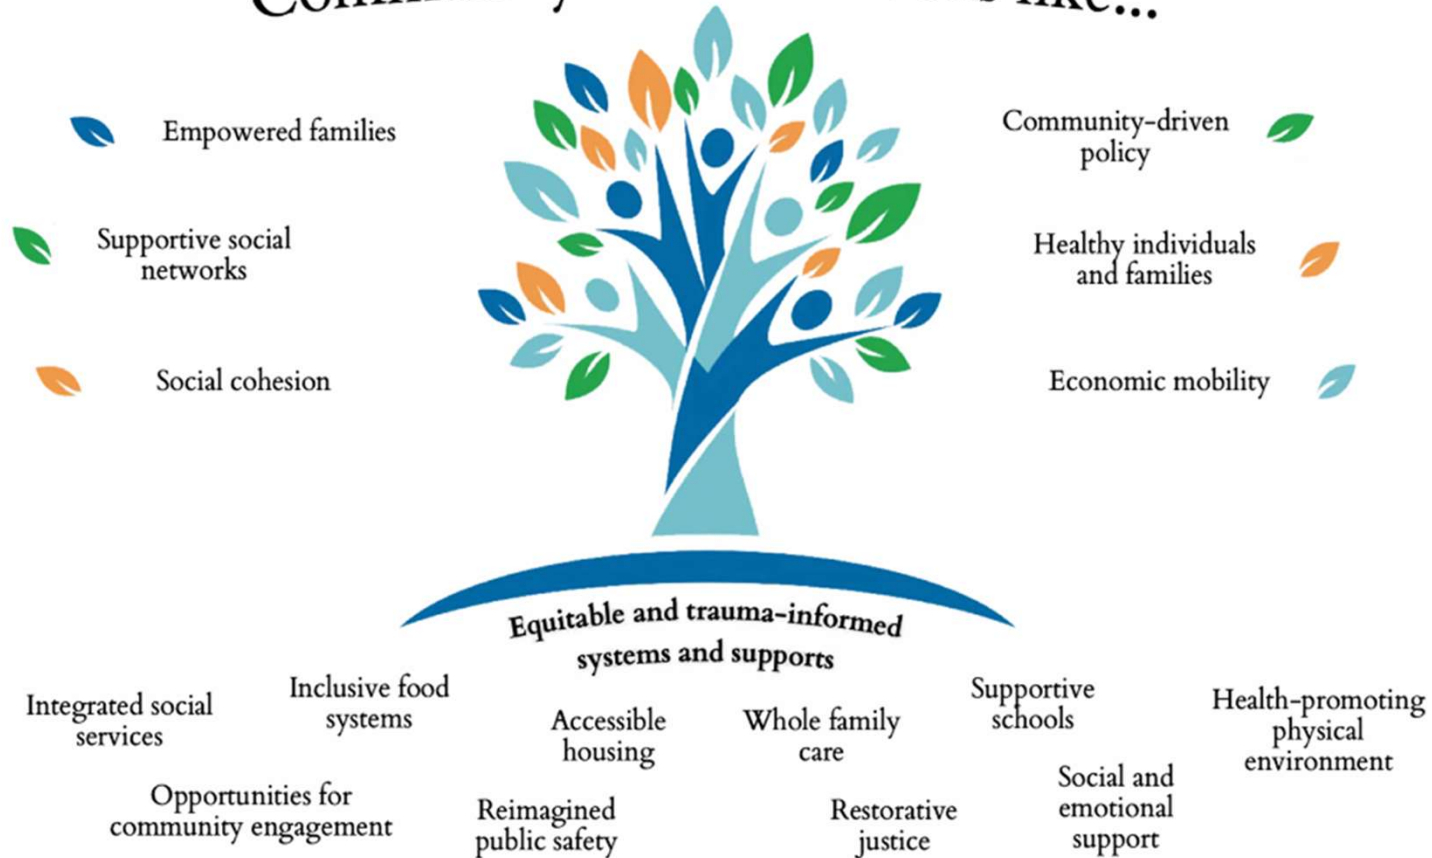 like...
Empowered families
Community-driven
policy
Supportive social
networks
Healthy individuals
and families
Social cohesion
Economic mobility
Equitable and trauma-informed
systems and supports
Integrated social
services
Inclusive food
systems
Accessible
housing
Whole family
care
Supportive
schools
Health-promoting
physical
environment
Opportunities for
community engagement
Reimagined
public safety
Restorative
justice
Social and
emotional
support